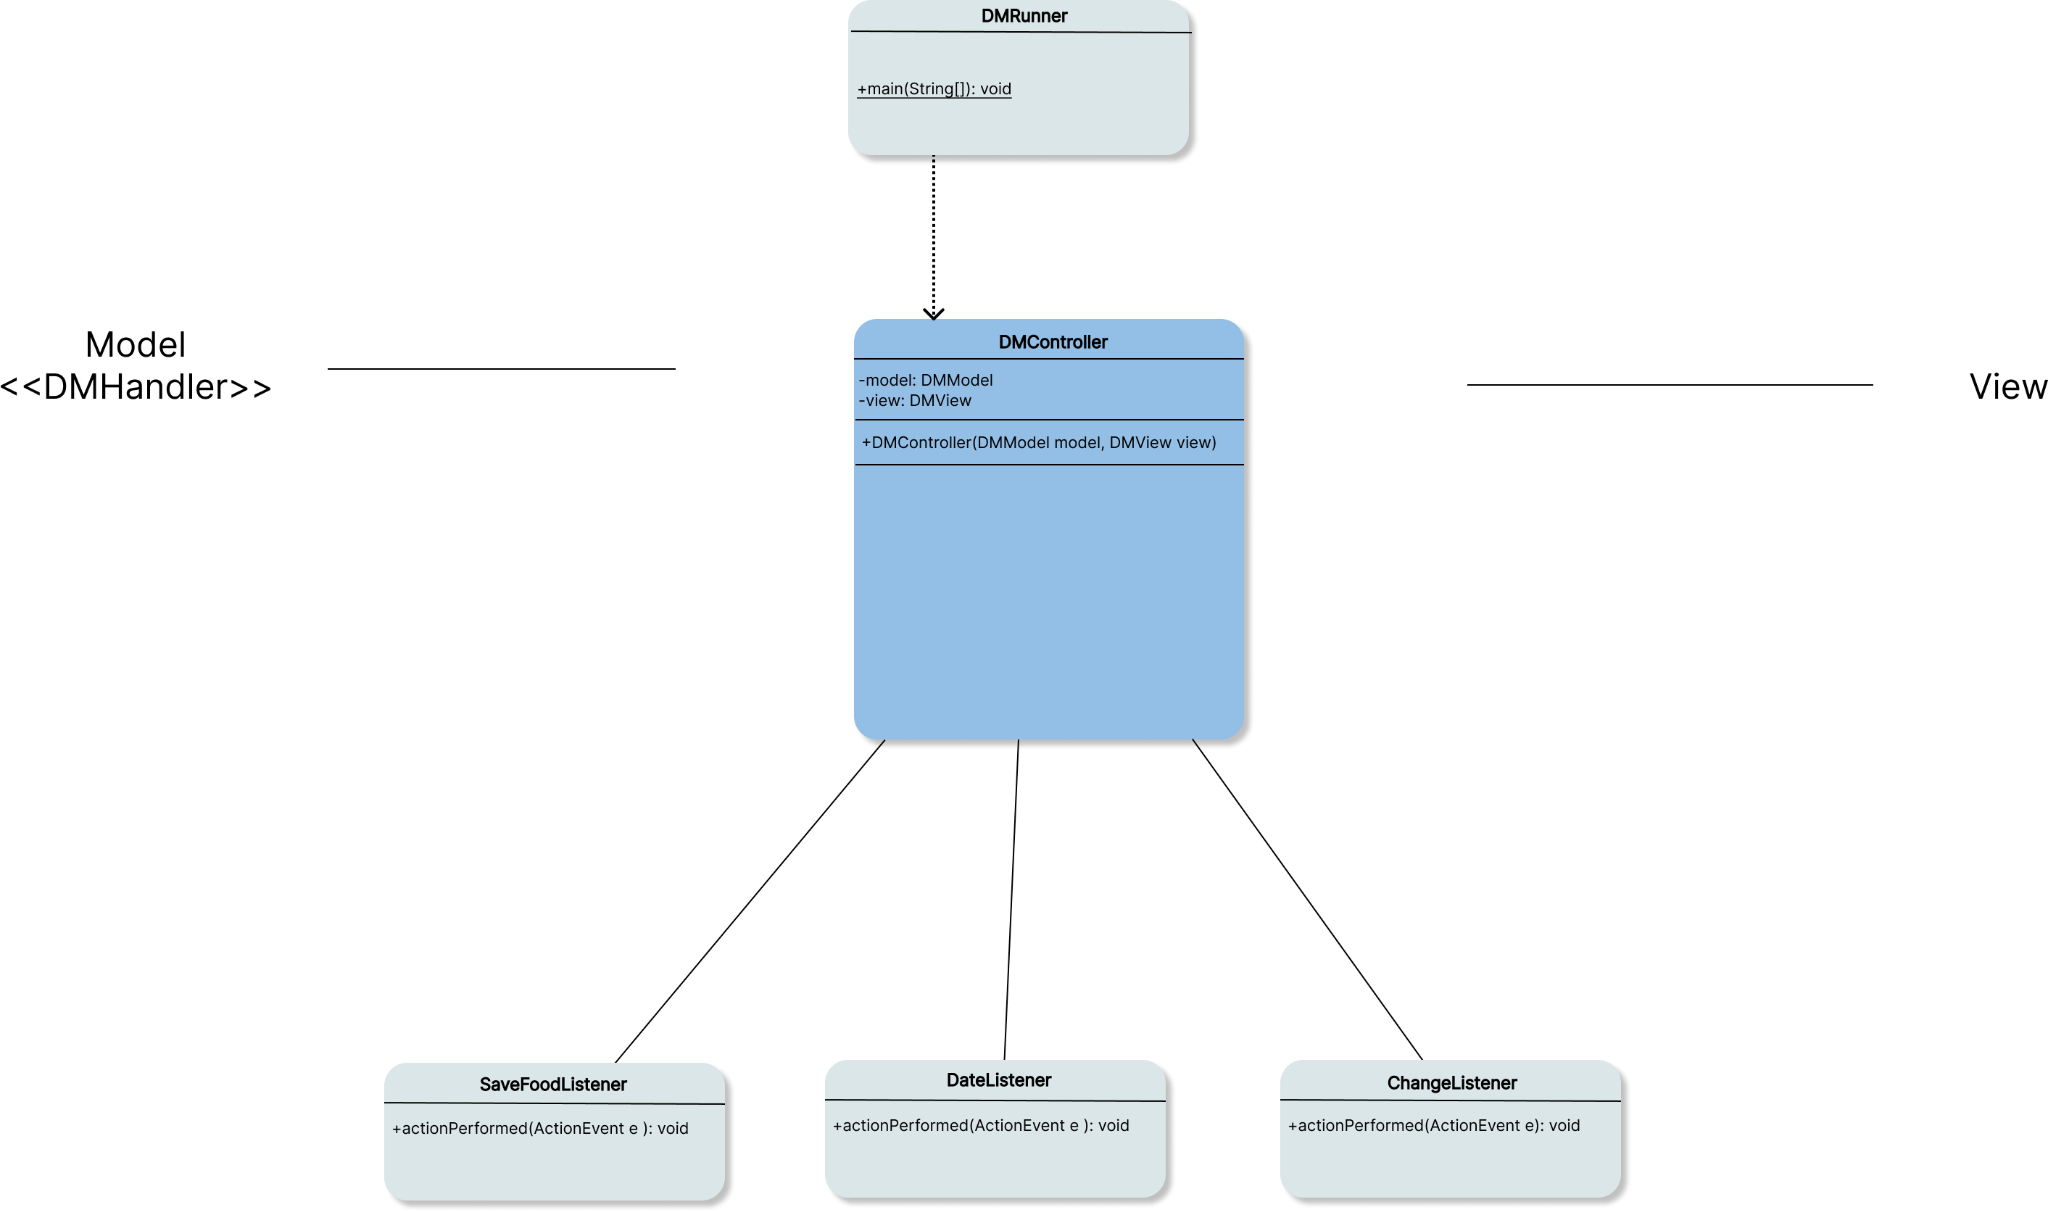 DMRunner
+main(String[]): void
Model
<<DMHandler>>
DMController
-model: DMModel
-view: DMView
+DMController(DMModel model, DMView view)
View
SaveFoodListener
+actionPerformed(ActionEvent e ): void
DateListener
+actionPerformed(ActionEvent e ): void
ChangeListener
+actionPerformed(ActionEvent e): void